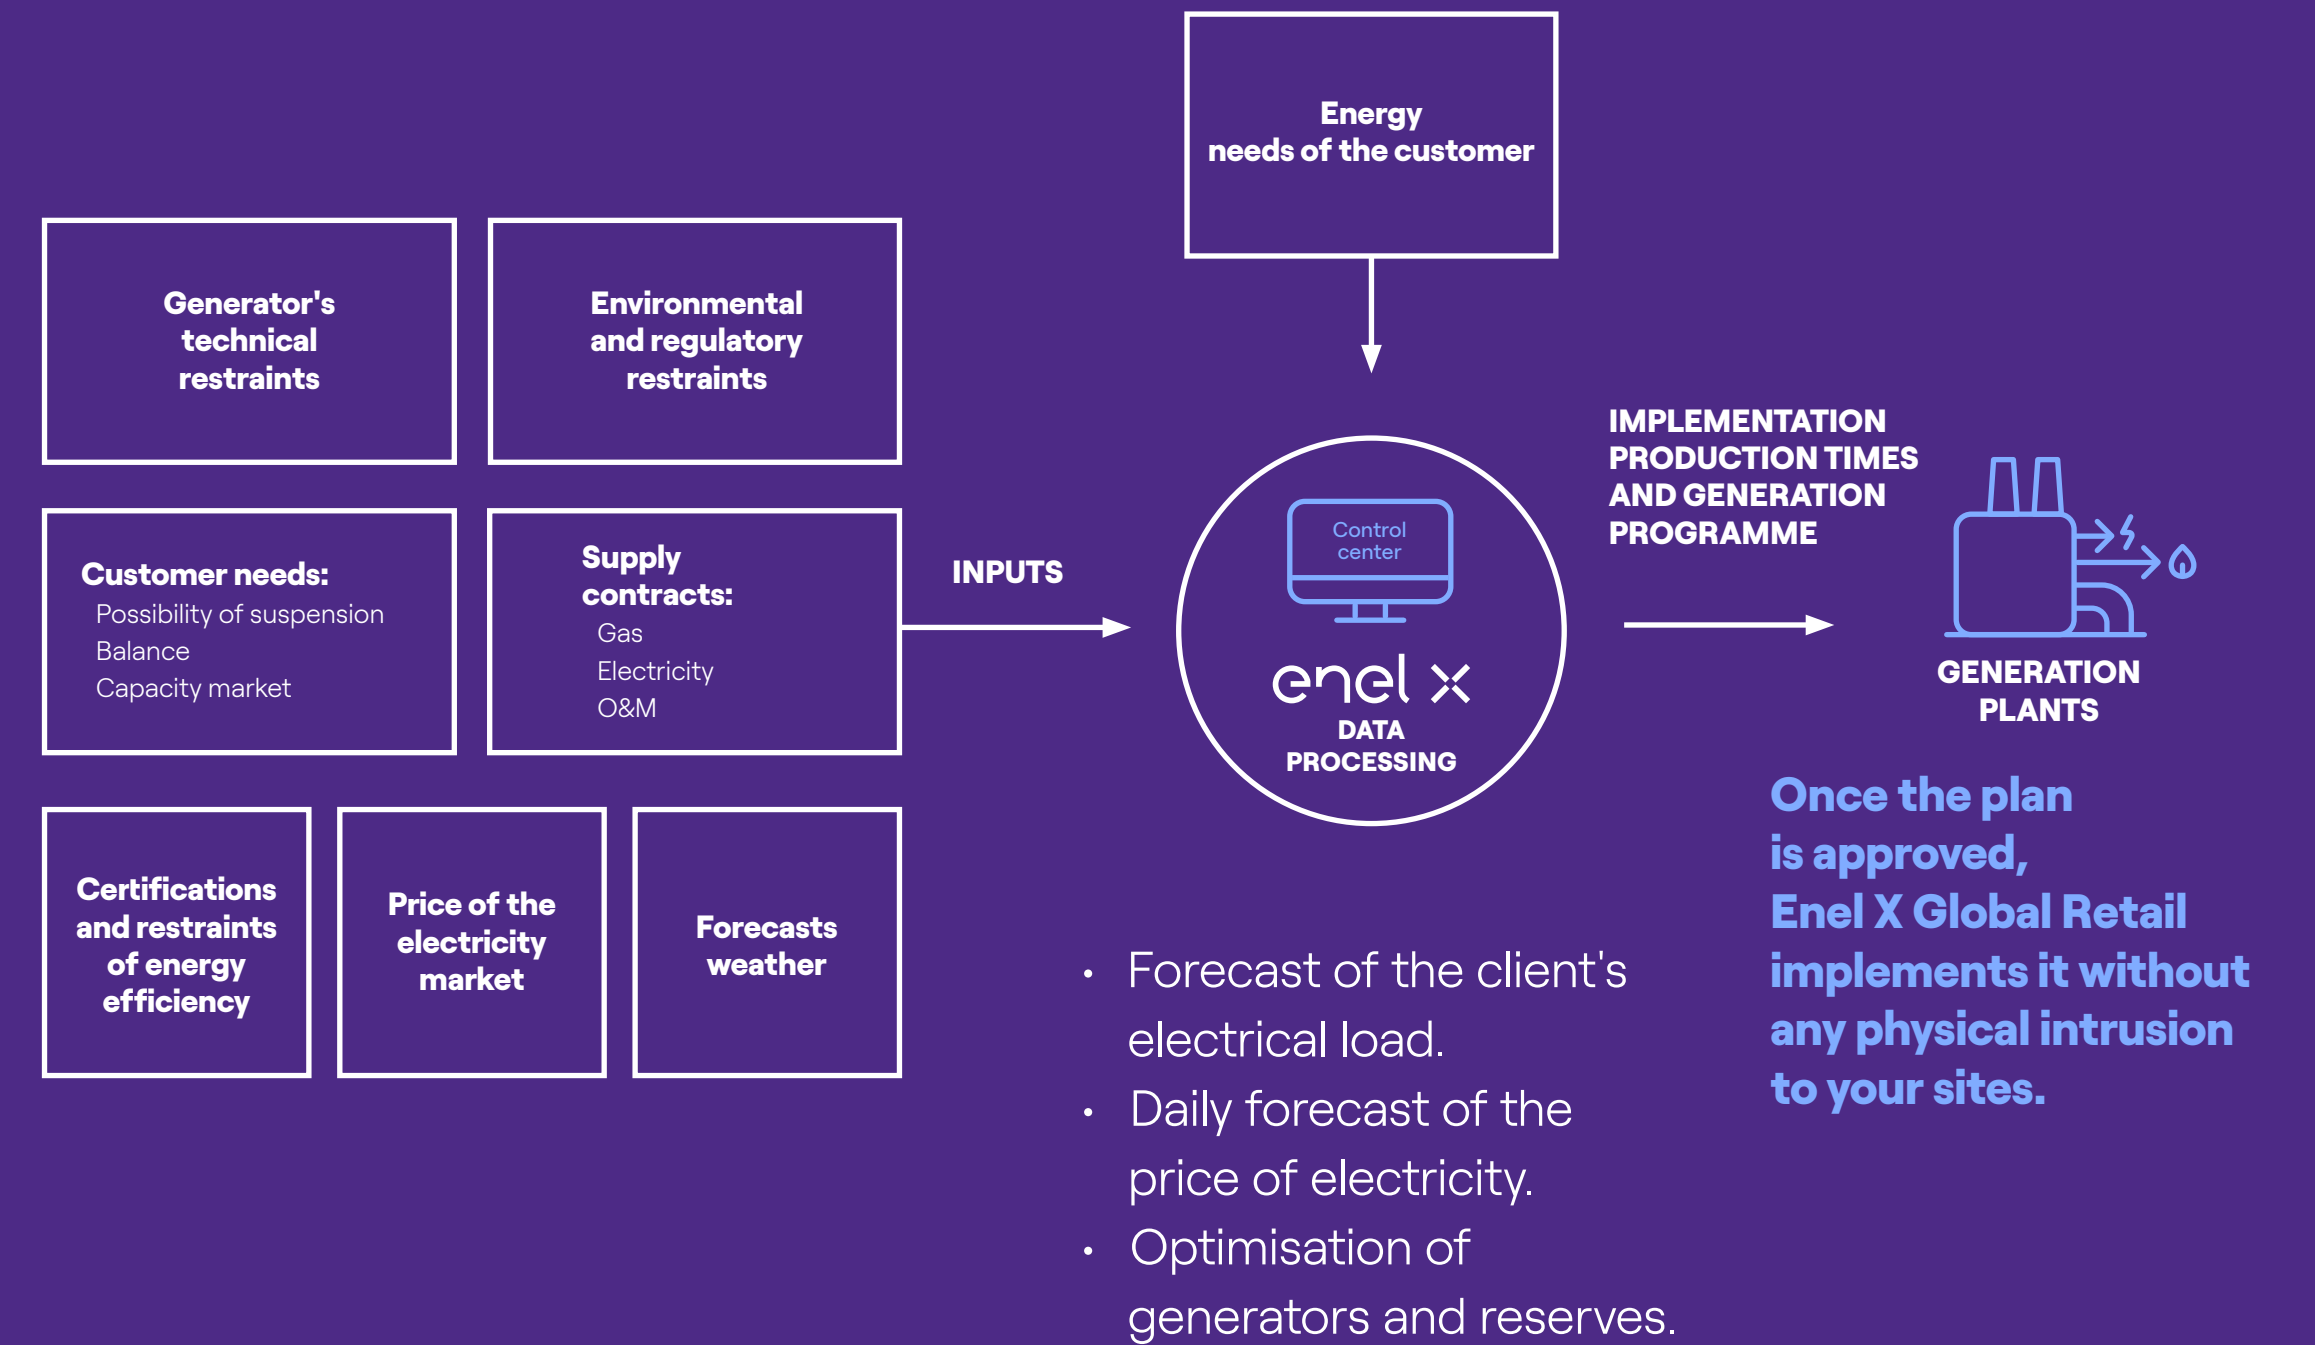 Energy
needs of the customer
Generator's
technical
restraints
Environmental
and regulatory
restraints
Customer needs:
Possibility of suspension
Balance
Capacity market
Supply
contracts:
Gas
Electricity
O&M
INPUTS
Control
center
enel x
DATA
PROCESSING
IMPLEMENTATION
PRODUCTION TIMES
AND GENERATION
PROGRAMME
GENERATION
PLANTS
Certifications
and restraints
of energy
efficiency
Price of the
electricity
market
Forecasts
weather
• Forecast of the client's
electrical load.
• Daily forecast of the
price of electricity.
• Optimisation of
generators and reserves.
Once the plan
is approved,
Enel X Global Retail
implements it without
any physical intrusion
to your sites.